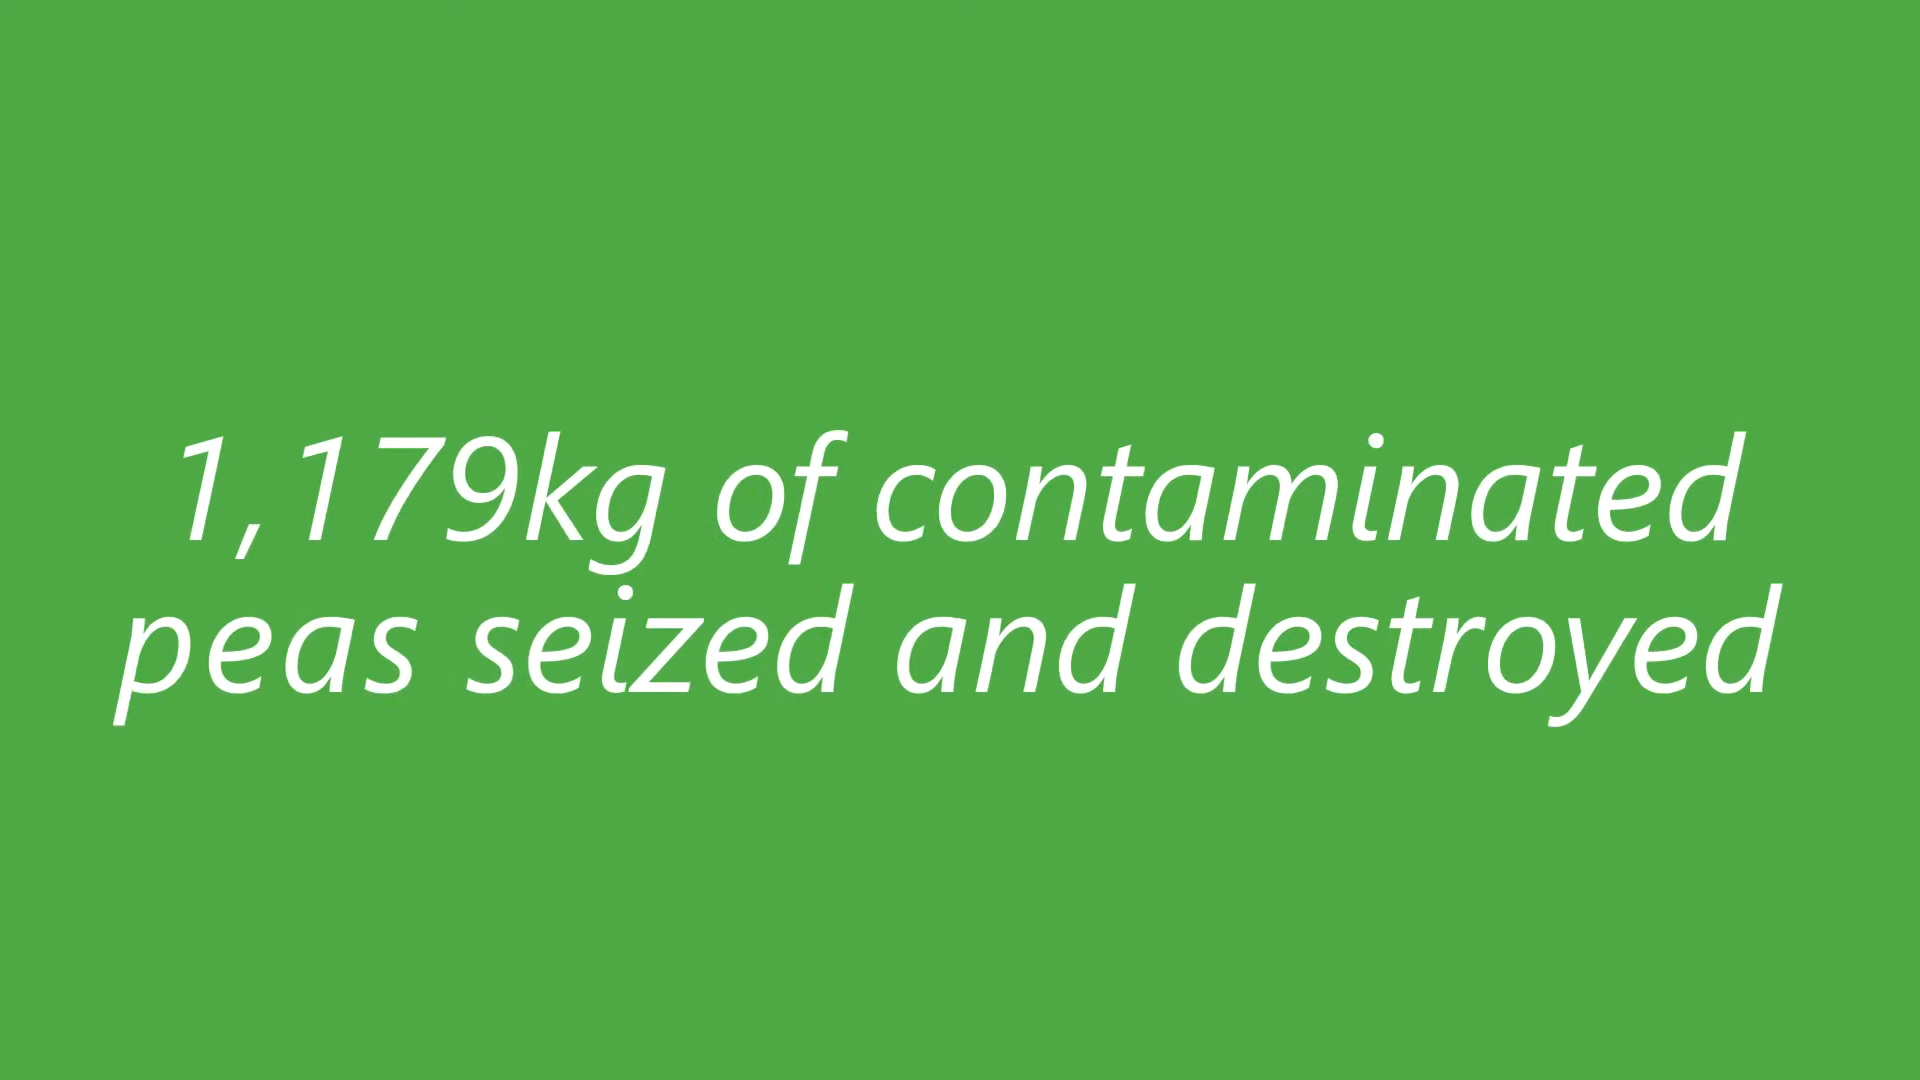 1,179kg of contaminated
peas seized and destroyed